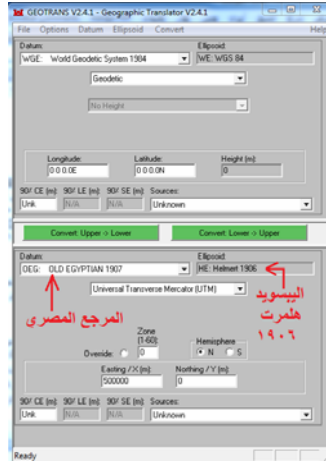 GEOTRANS V2.4.1 - Geographic Translator V2.4.1
File Options Datum Ellipsoid Convert Help
Datum: Ellipsoid:
WGE: World Geodetic System 1984 WE: WGS 84
Geodetic
No Height
Longitude: Latitude: Height (m):
0 0 0.0E 0 0 0.0N 0
90/ CE (m): 90/ LE (m): 90/ SE (m): Sources:
Unk N/A N/A Unknown
Convert Upper -> Lower Convert Lower -> Upper
Datum: Ellipsoid:
OEG: OLD EGYPTIAN 1907 HE: Helmert 1906
Universal Transverse Mercator (UTM)
المرجع المصري
البيسويد
هلمرت
١٩٠٦
Zone
(1-60): Hemisphere
Override: 0 N S
Easting / X (m): Northing / Y (m):
500000 0
90/ CE (m): 90/ LE (m): 90/ SE (m): Sources:
Unk N/A N/A Unknown
Ready